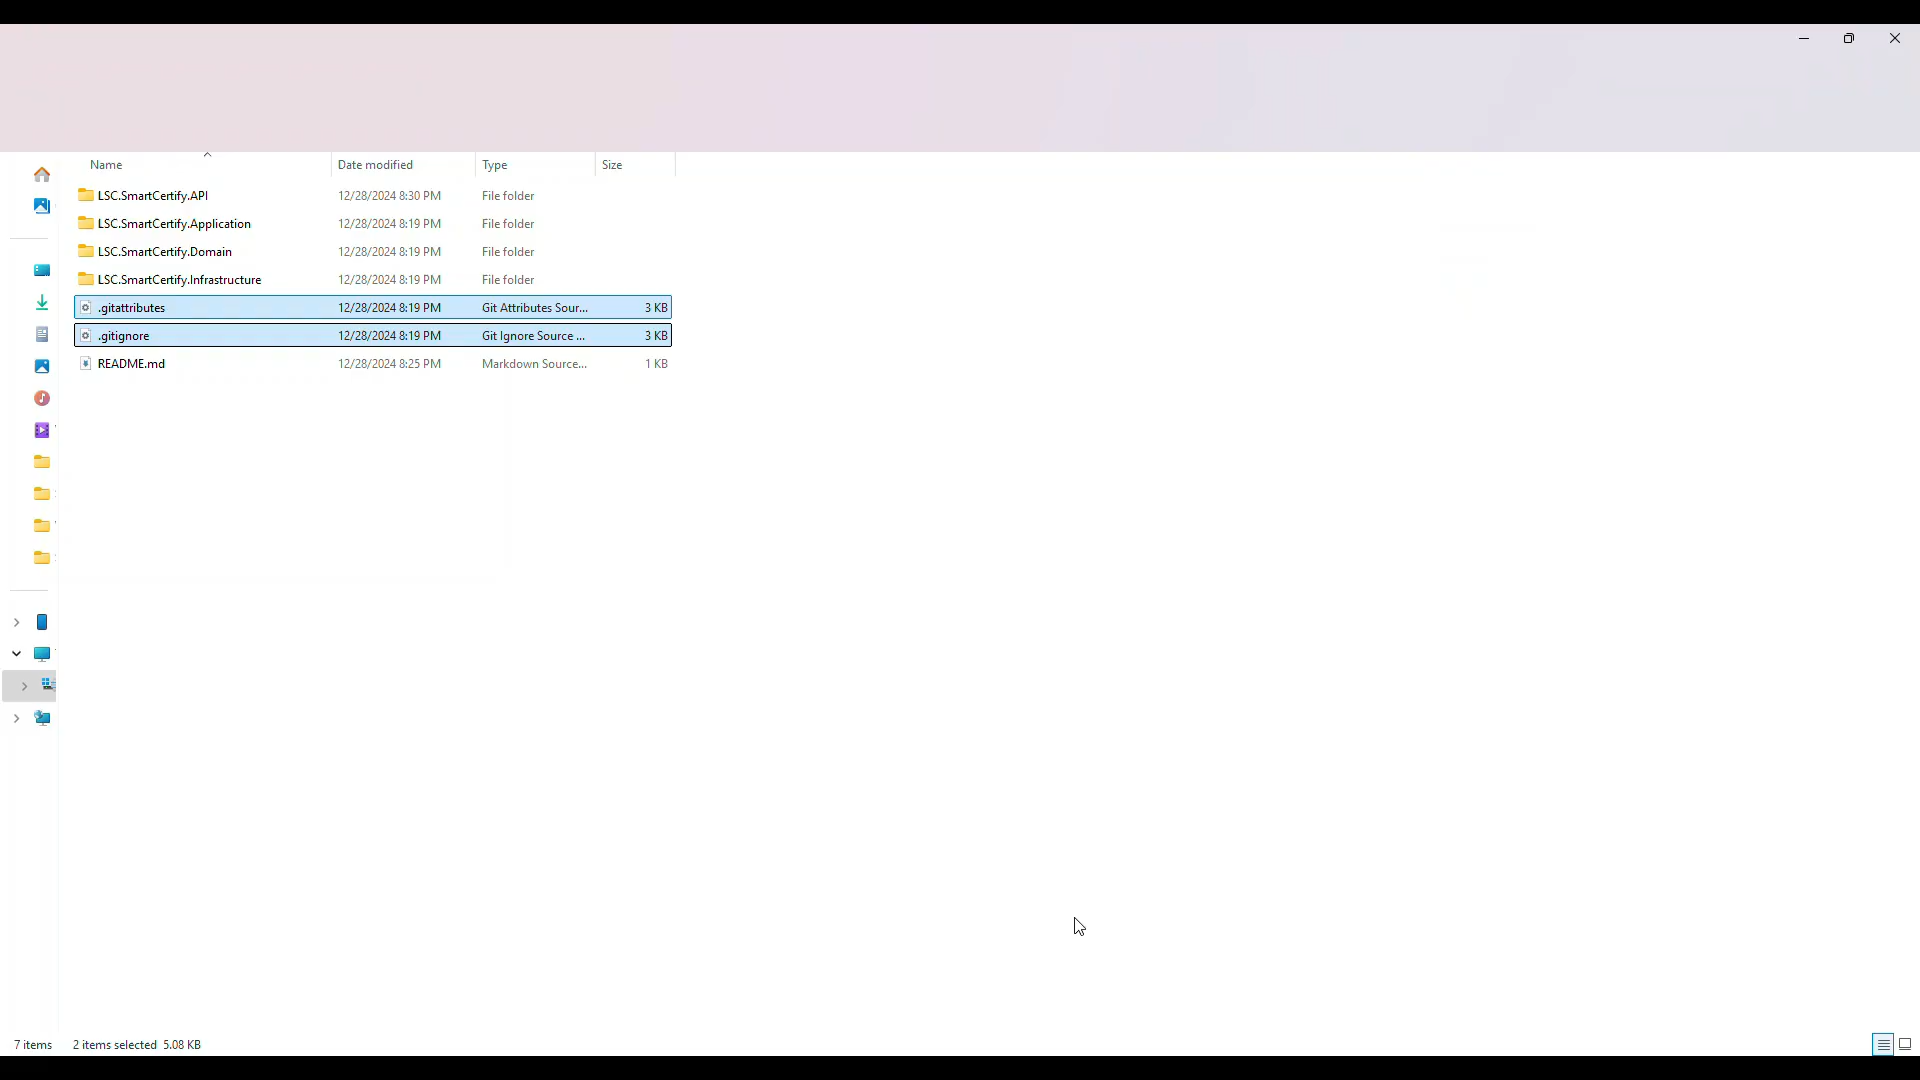 Name Date modified Type Size
LSC.SmartCertify.API 12/28/2024 8:30 PM File folder
LSC.SmartCertify.Application 12/28/2024 8:19 PM File folder
LSC.SmartCertify.Domain 12/28/2024 8:19 PM File folder
LSC.SmartCertify.Infrastructure 12/28/2024 8:19 PM File folder
.gitattributes 12/28/2024 8:19 PM Git Attributes Sour... 3 KB
.gitignore 12/28/2024 8:19 PM Git Ignore Source ... 3 KB
README.md 12/28/2024 8:25 PM Markdown Source... 1 KB
7 items 2 items selected 5.08 KB